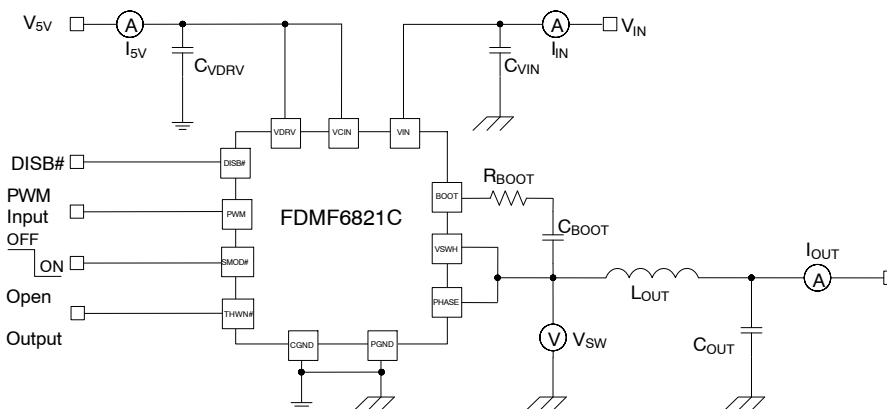 V5V
A
I5V
CVDRV
A
IIN
VIN
CVIN
VDRV
VCIN
VIN
DISB#
DISB#
PWM
Input
PWM
FDMF6821C
BOOT
RBOOT
CBOOT
OFF
ON
SMOD#
VSWH
IOUT
A
LOUT
Open
Output
THWN#
PHASE
V
VSW
COUT
CGND
PGND